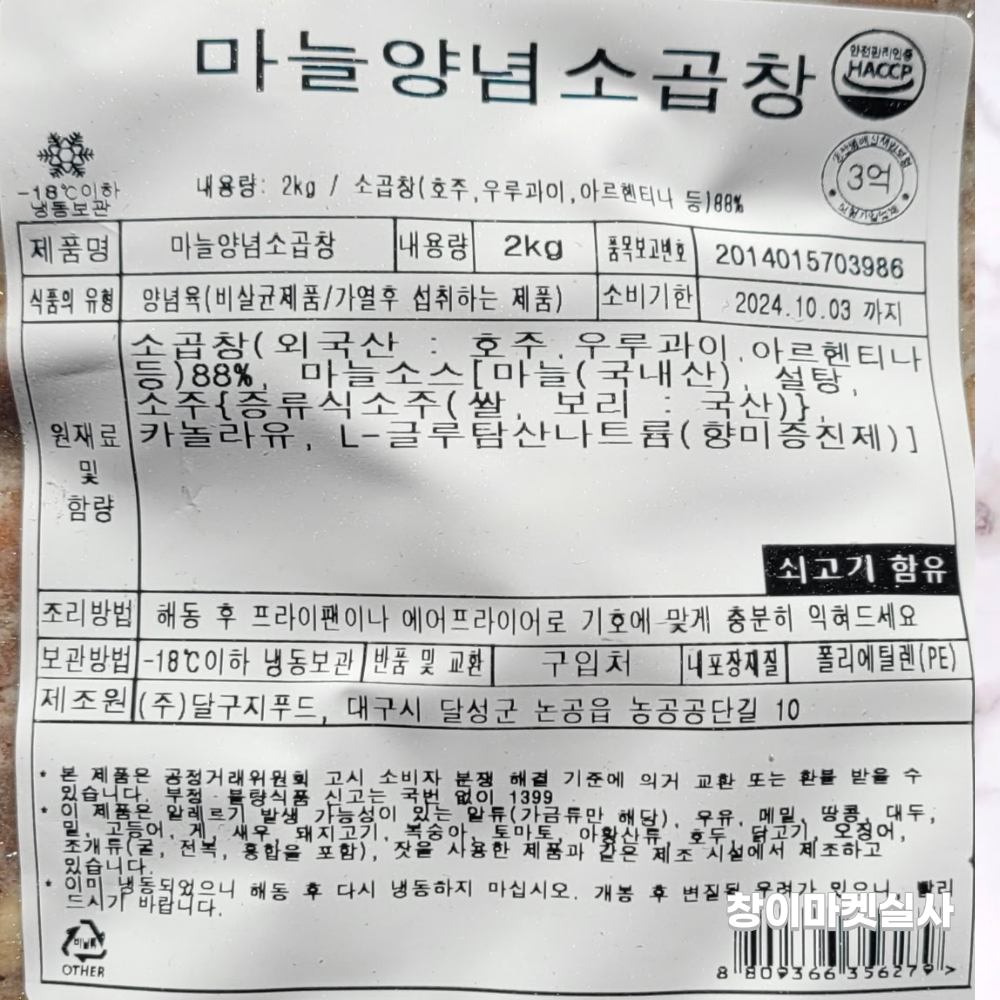 마늘양념소곱창
안전관리인증
HACCP
-18℃이하
냉동보관
내용량: 2kg / 소곱창(호주,우루과이,아르헨티나 등)88%
3억
제품명 마늘양념소곱창 내용량 2kg 품목보고번호 2014015703986
식품의 유형 양념육(비살균제품/가열후 섭취하는 제품) 소비기한 2024.10.03 까지
원재료 및 함량
소곱창(외국산 : 호주,우루과이,아르헨티나
등)88%, 마늘소스[마늘(국내산), 설탕,
소주{증류식소주(쌀, 보리 : 국산)},
카놀라유, L-글루탐산나트륨(향미증진제)]
쇠고기 함유
조리방법 해동 후 프라이팬이나 에어프라이어로 기호에 맞게 충분히 익혀드세요
보관방법 -18℃이하 냉동보관 반품 및 교환 구입처 내포장재질 폴리에틸렌(PE)
제조원 (주)달구지푸드, 대구시 달성군 논공읍 농공공단길 10
* 본 제품은 공정거래위원회 고시 소비자 분쟁 해결 기준에 의거 교환 또는 환불 받을 수
있습니다. 부정·불량식품 신고는 국번 없이 1399
* 이 제품은 알레르기 발생 가능성이 있는 알류(가금류만 해당), 우유, 메밀, 땅콩, 대두,
밀, 고등어, 게, 새우, 돼지고기, 복숭아, 토마토, 아황산류, 호두, 닭고기, 오징어,
조개류(굴, 전복, 홍합을 포함), 잣을 사용한 제품과 같은 제조 시설에서 제조하고
있습니다.
* 이미 냉동되었으니 해동 후 다시 냉동하지 마십시오. 개봉 후 변질될 우려가 있으니 빨리
드시기 바랍니다.
창이마켓실사
비닐류
OTHER
8 809366 356279 >